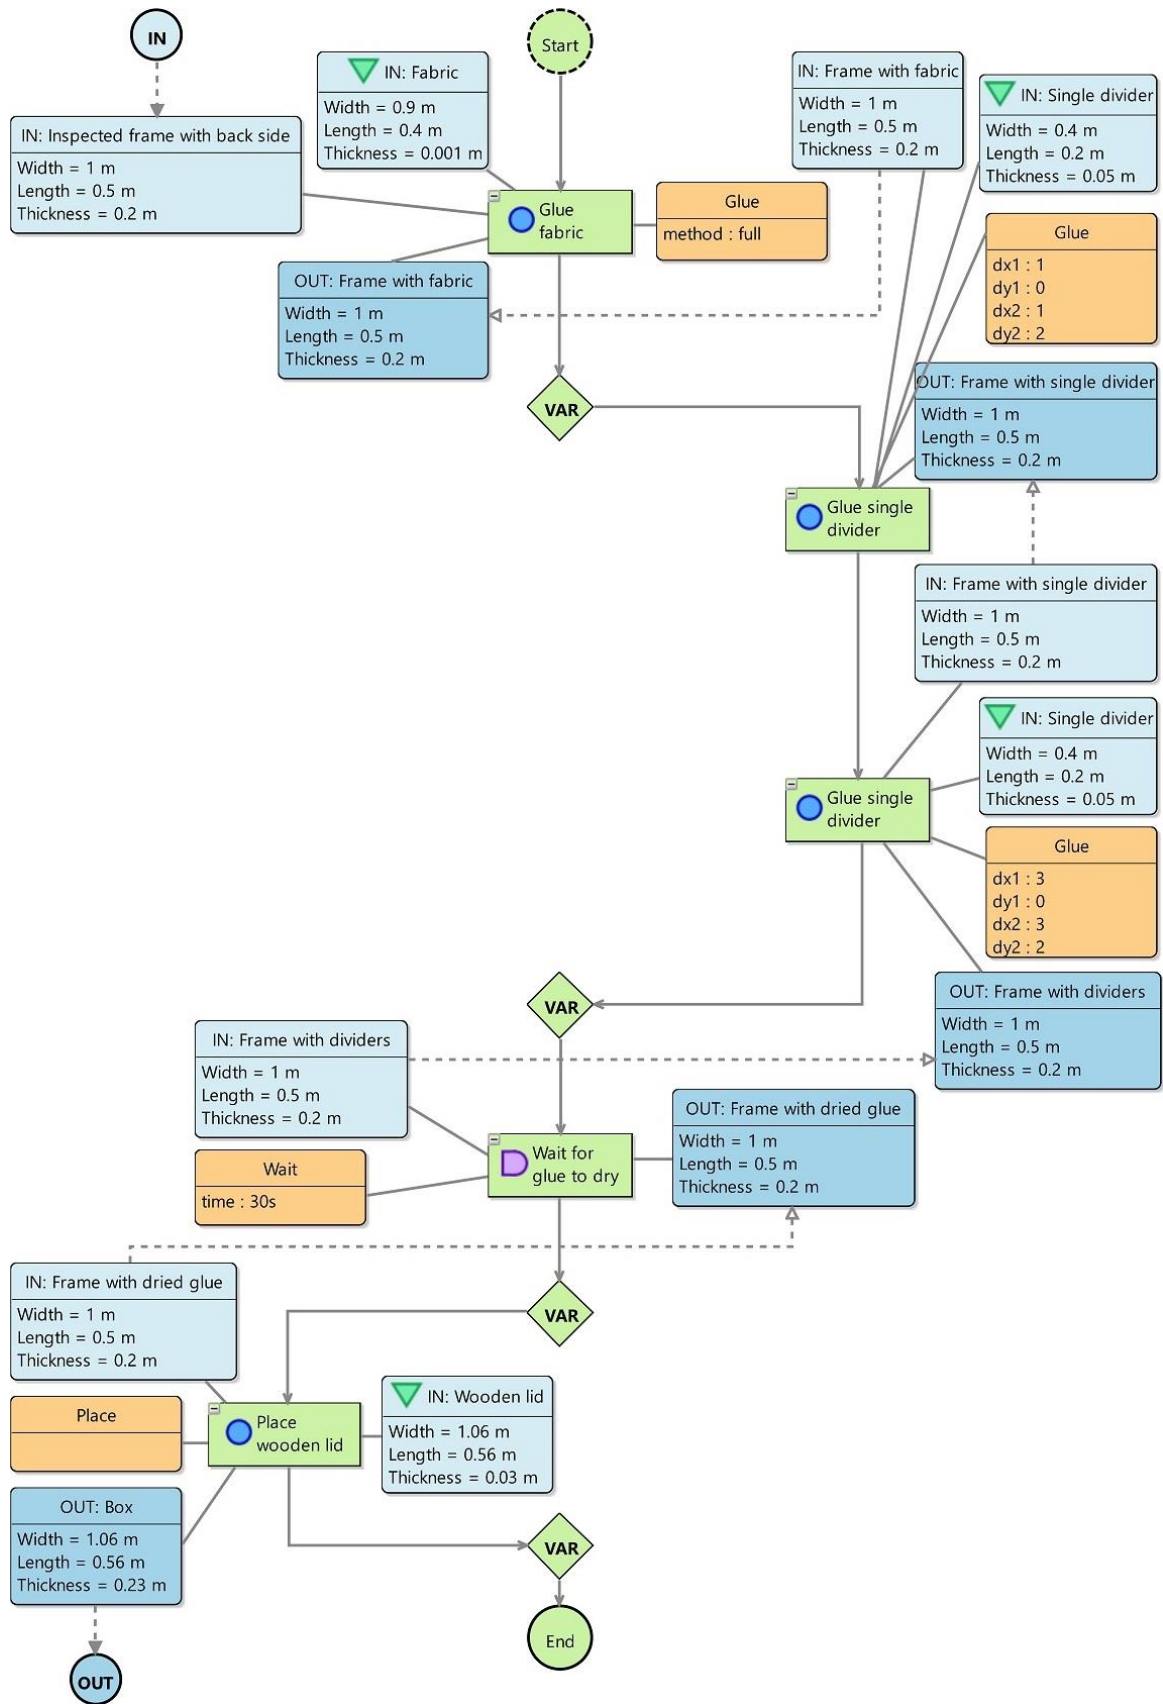 IN
Start
IN: Fabric
Width = 0.9 m
Length = 0.4 m
Thickness = 0.001 m
IN: Frame with fabric
Width = 1 m
Length = 0.5 m
Thickness = 0.2 m
IN: Single divider
Width = 0.4 m
Length = 0.2 m
Thickness = 0.05 m
IN: Inspected frame with back side
Width = 1 m
Length = 0.5 m
Thickness = 0.2 m
Glue
fabric
Glue
method : full
Glue
dx1 : 1
dy1 : 0
dx2 : 1
dy2 : 2
OUT: Frame with fabric
Width = 1 m
Length = 0.5 m
Thickness = 0.2 m
VAR
OUT: Frame with single divider
Width = 1 m
Length = 0.5 m
Thickness = 0.2 m
Glue single
divider
IN: Frame with single divider
Width = 1 m
Length = 0.5 m
Thickness = 0.2 m
IN: Single divider
Width = 0.4 m
Length = 0.2 m
Thickness = 0.05 m
Glue single
divider
Glue
dx1 : 3
dy1 : 0
dx2 : 3
dy2 : 2
OUT: Frame with dividers
Width = 1 m
Length = 0.5 m
Thickness = 0.2 m
VAR
IN: Frame with dividers
Width = 1 m
Length = 0.5 m
Thickness = 0.2 m
OUT: Frame with dried glue
Width = 1 m
Length = 0.5 m
Thickness = 0.2 m
Wait for
glue to dry
Wait
time : 30s
IN: Frame with dried glue
Width = 1 m
Length = 0.5 m
Thickness = 0.2 m
VAR
Place
Place
wooden lid
IN: Wooden lid
Width = 1.06 m
Length = 0.56 m
Thickness = 0.03 m
OUT: Box
Width = 1.06 m
Length = 0.56 m
Thickness = 0.23 m
VAR
End
OUT